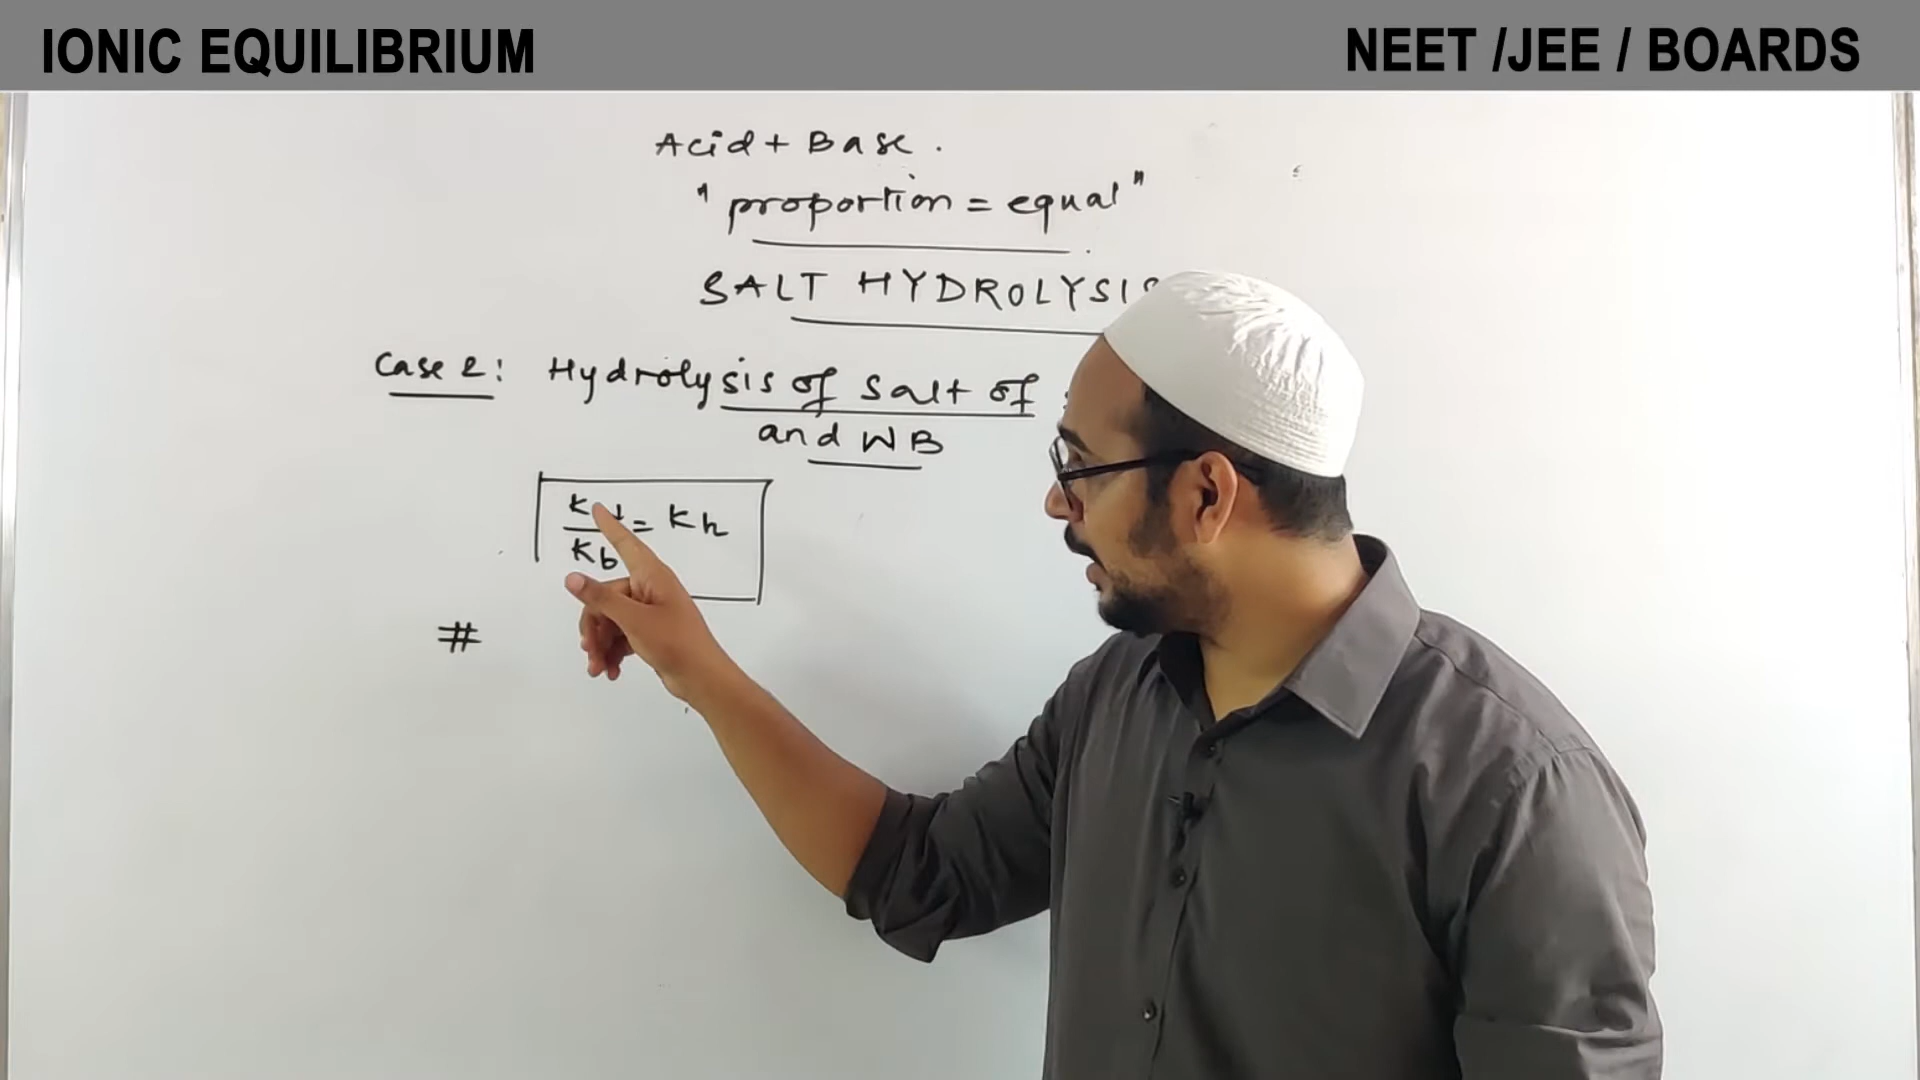 IONIC EQUILIBRIUM
NEET /JEE / BOARDS
Acid + Base .
" proportion = equal "
SALT HYDROLYSIS
Case 2: Hydrolysis of Salt of
and WB
= Kh
Kb
#